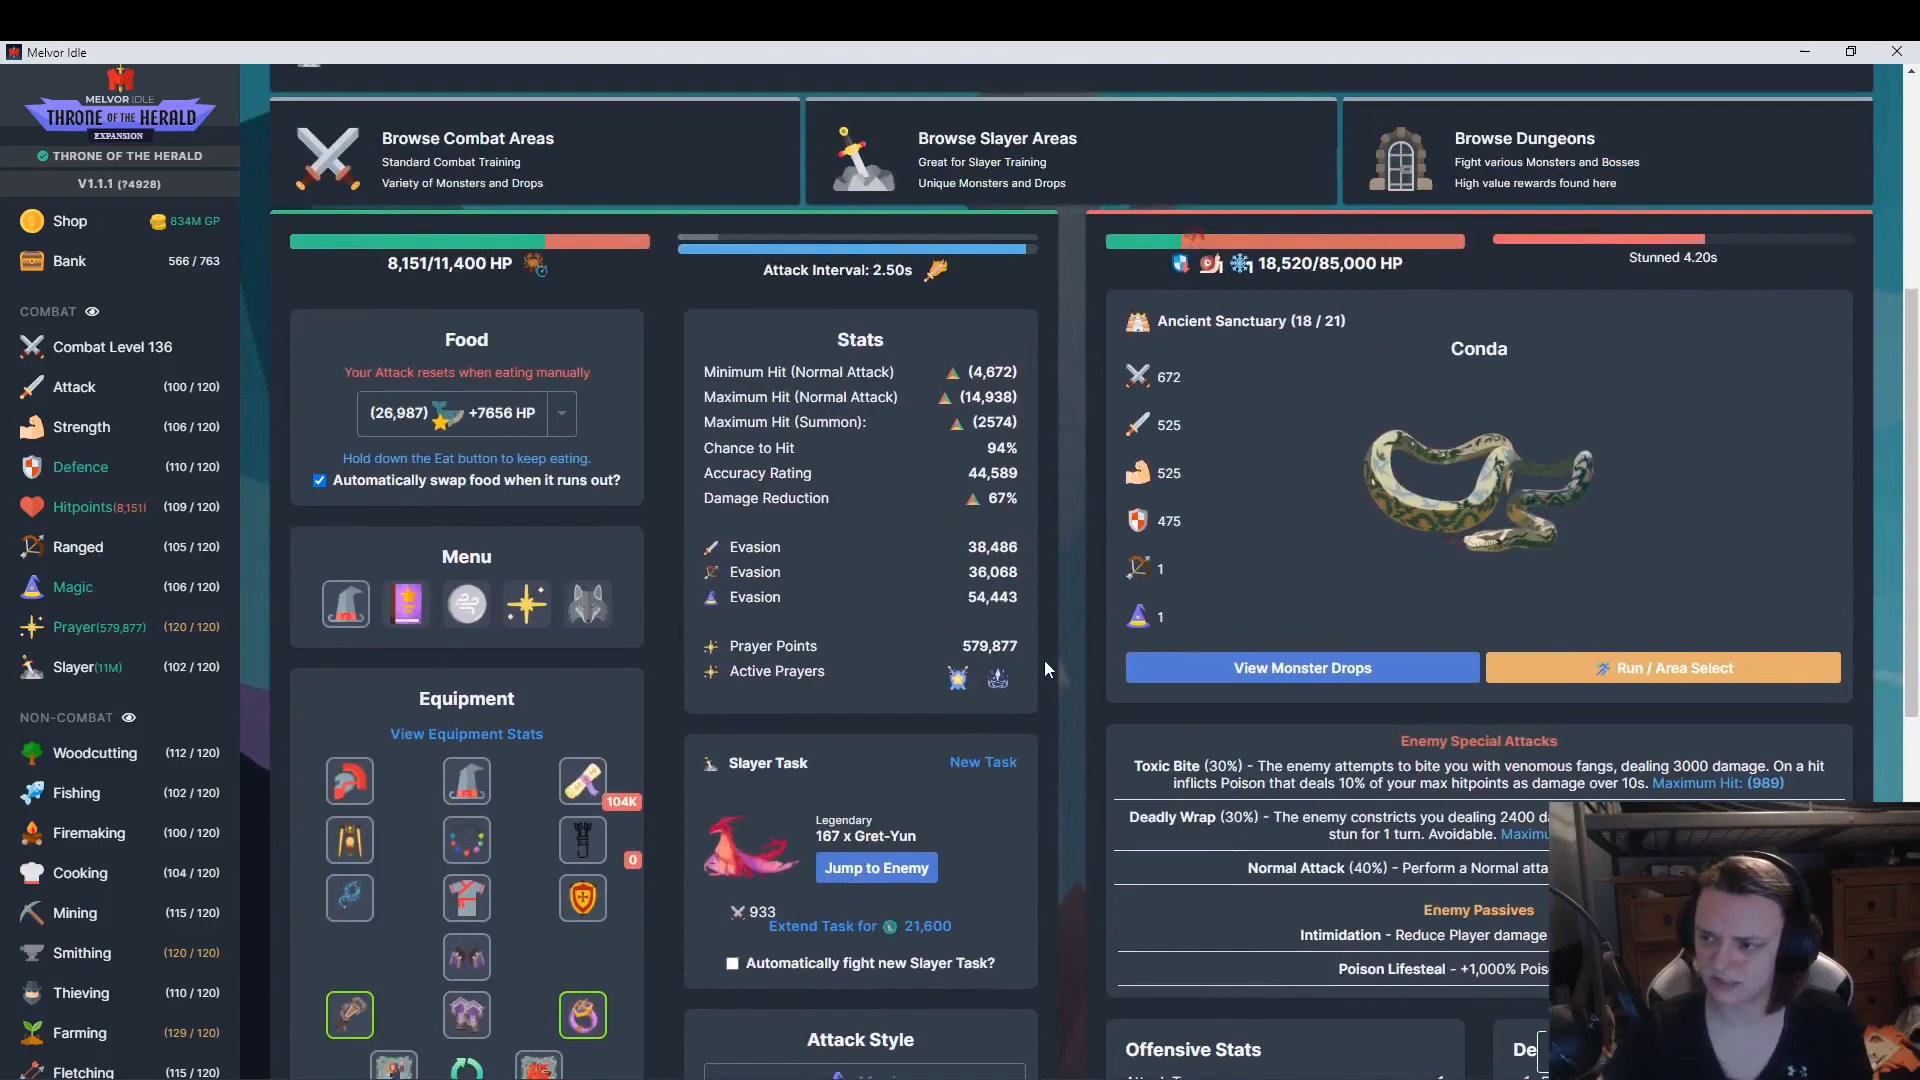 Melvor Idle
MELVOR IDLE
THRONE OF THE HERALD
EXPANSION
THRONE OF THE HERALD
V1.1.1 (?4928)
Shop 834M GP
Bank 566 / 763
COMBAT
Combat Level 136
Attack (100 / 120)
Strength (106 / 120)
Defence (110 / 120)
Hitpoints(8,151) (109 / 120)
Ranged (105 / 120)
Magic (106 / 120)
Prayer(579,877) (120 / 120)
Slayer(11M) (102 / 120)
NON-COMBAT
Woodcutting (112 / 120)
Fishing (102 / 120)
Firemaking (100 / 120)
Cooking (104 / 120)
Mining (115 / 120)
Smithing (120 / 120)
Thieving (110 / 120)
Farming (129 / 120)
Fletching (115 / 120)
Browse Combat Areas
Standard Combat Training
Variety of Monsters and Drops
Browse Slayer Areas
Great for Slayer Training
Unique Monsters and Drops
Browse Dungeons
Fight various Monsters and Bosses
High value rewards found here
8,151/11,400 HP
Attack Interval: 2.50s
Food
Your Attack resets when eating manually
(26,987) +7656 HP
Hold down the Eat button to keep eating.
Automatically swap food when it runs out?
Menu
Equipment
View Equipment Stats
104K
0
Stats
Minimum Hit (Normal Attack) (4,672)
Maximum Hit (Normal Attack) (14,938)
Maximum Hit (Summon): (2574)
Chance to Hit 94%
Accuracy Rating 44,589
Damage Reduction 67%
Evasion 38,486
Evasion 36,068
Evasion 54,443
Prayer Points 579,877
Active Prayers
Slayer Task New Task
Legendary
167 x Gret-Yun
Jump to Enemy
933
Extend Task for 21,600
Automatically fight new Slayer Task?
Attack Style
18,520/85,000 HP
Stunned 4.20s
Ancient Sanctuary (18 / 21)
Conda
672
525
525
475
1
1
View Monster Drops
Run / Area Select
Enemy Special Attacks
Toxic Bite (30%) - The enemy attempts to bite you with venomous fangs, dealing 3000 damage. On a hit
inflicts Poison that deals 10% of your max hitpoints as damage over 10s. Maximum Hit: (989)
Deadly Wrap (30%) - The enemy constricts you dealing 2400 d
stun for 1 turn. Avoidable. Maximu
Normal Attack (40%) - Perform a Normal atta
Enemy Passives
Intimidation - Reduce Player damage
Poison Lifesteal - +1,000% Pois
Offensive Stats
De